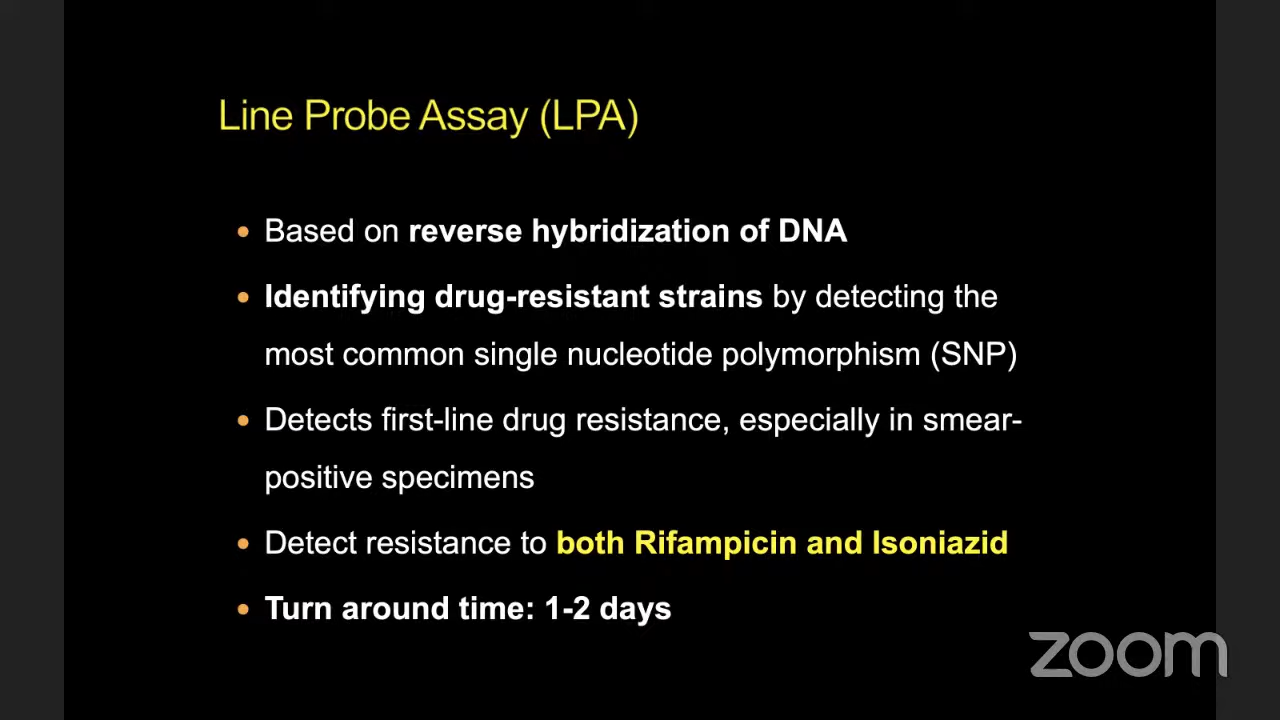 Line Probe Assay (LPA)
• Based on reverse hybridization of DNA
• Identifying drug-resistant strains by detecting the
most common single nucleotide polymorphism (SNP)
• Detects first-line drug resistance, especially in smear-
positive specimens
• Detect resistance to both Rifampicin and Isoniazid
• Turn around time: 1-2 days
zoom